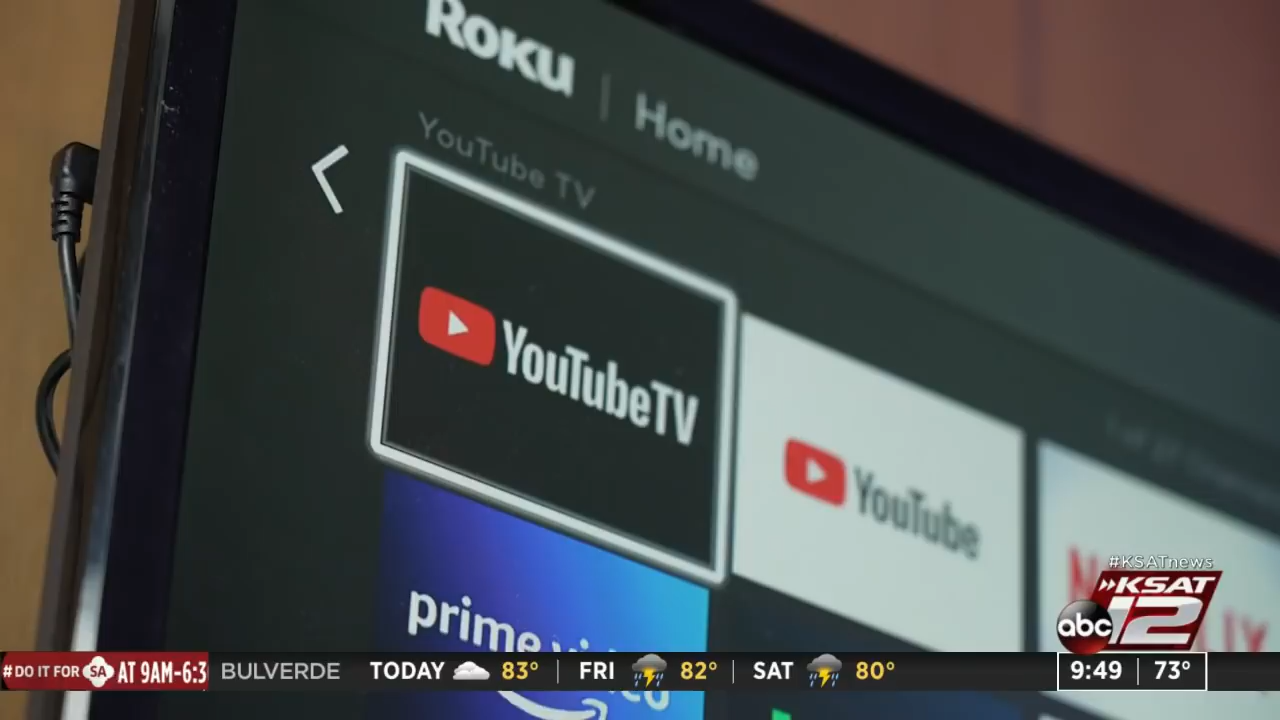 Roku | Home
YouTube TV
YouTubeTV
YouTube
prime video
#KSATnews
KSAT
abc 12
#DO IT FOR SA AT 9AM-6:3
BULVERDE TODAY 83° | FRI 82° | SAT 80°
9:49 | 73°